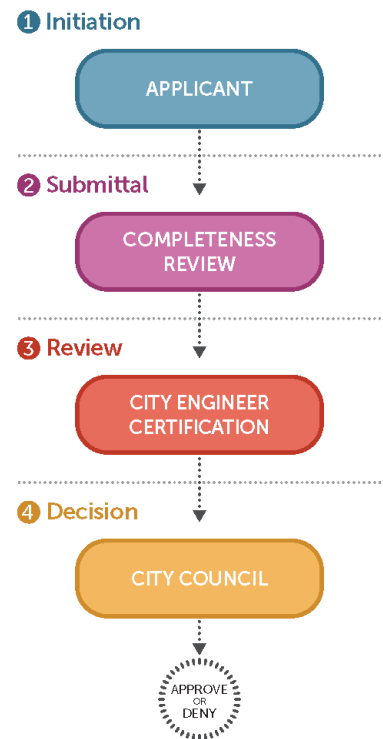 1 Initiation
APPLICANT
2 Submittal
COMPLETENESS
REVIEW
3 Review
CITY ENGINEER
CERTIFICATION
4 Decision
CITY COUNCIL
APPROVE
OR
DENY